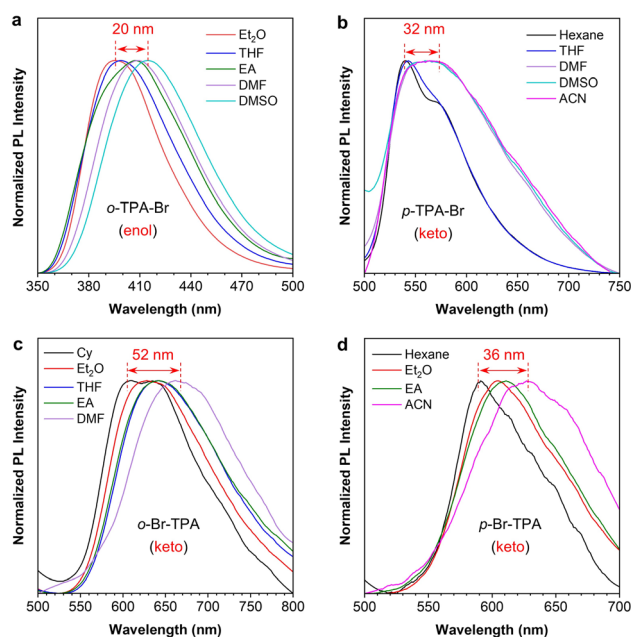 a
20 nm
Et₂O
THF
EA
DMF
DMSO
o-TPA-Br
(enol)
Normalized PL Intensity
350 380 410 440 470 500
Wavelength (nm)
b
32 nm
Hexane
THF
DMF
DMSO
ACN
p-TPA-Br
(keto)
Normalized PL Intensity
500 550 600 650 700 750
Wavelength (nm)
c
52 nm
Cy
Et₂O
THF
EA
DMF
o-Br-TPA
(keto)
Normalized PL Intensity
500 550 600 650 700 750 800
Wavelength (nm)
d
36 nm
Hexane
Et₂O
EA
ACN
p-Br-TPA
(keto)
Normalized PL Intensity
500 550 600 650 700
Wavelength (nm)